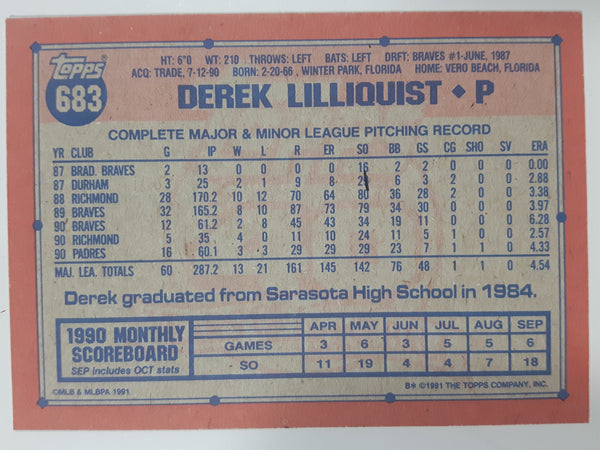 topps®
683
HT: 6"0 WT: 210 THROWS: LEFT BATS: LEFT DRFT: BRAVES #1-JUNE, 1987
ACQ: TRADE, 7-12-90 BORN: 2-20-66, WINTER PARK, FLORIDA HOME: VERO BEACH, FLORIDA
DEREK LILLIQUIST ◆ P
COMPLETE MAJOR & MINOR LEAGUE PITCHING RECORD
YR CLUB G IP W L R ER SO BB GS CG SHO SV ERA
87 BRAD. BRAVES 2 13 0 0 0 0 16 2 2 0 0 0 0.00
87 DURHAM 3 25 2 1 9 8 6 3 2 0 0 2.88
88 RICHMOND 28 170.2 10 12 70 64 80 36 28 2 0 0 3.38
89 BRAVES 32 165.2 8 10 87 73 79 34 30 0 0 0 3.97
90 BRAVES 12 61.2 2 8 45 43 34 19 11 0 0 0 6.28
90 RICHMOND 5 35 4 0 11 10 24 11 5 1 0 0 2.57
90 PADRES 16 60.1 3 3 29 29 29 23 7 1 1 0 4.33
MAJ. LEA. TOTALS 60 287.2 13 21 161 145 142 76 48 1 1 0 4.54
Derek graduated from Sarasota High School in 1984.
1990 MONTHLY SCOREBOARD
SEP includes OCT stats
APR MAY JUN JUL AUG SEP
GAMES 3 6 3 5 5 6
SO 11 19 4 4 7 18
©MLB & MLBPA 1991
B* ©1991 THE TOPPS COMPANY, INC.